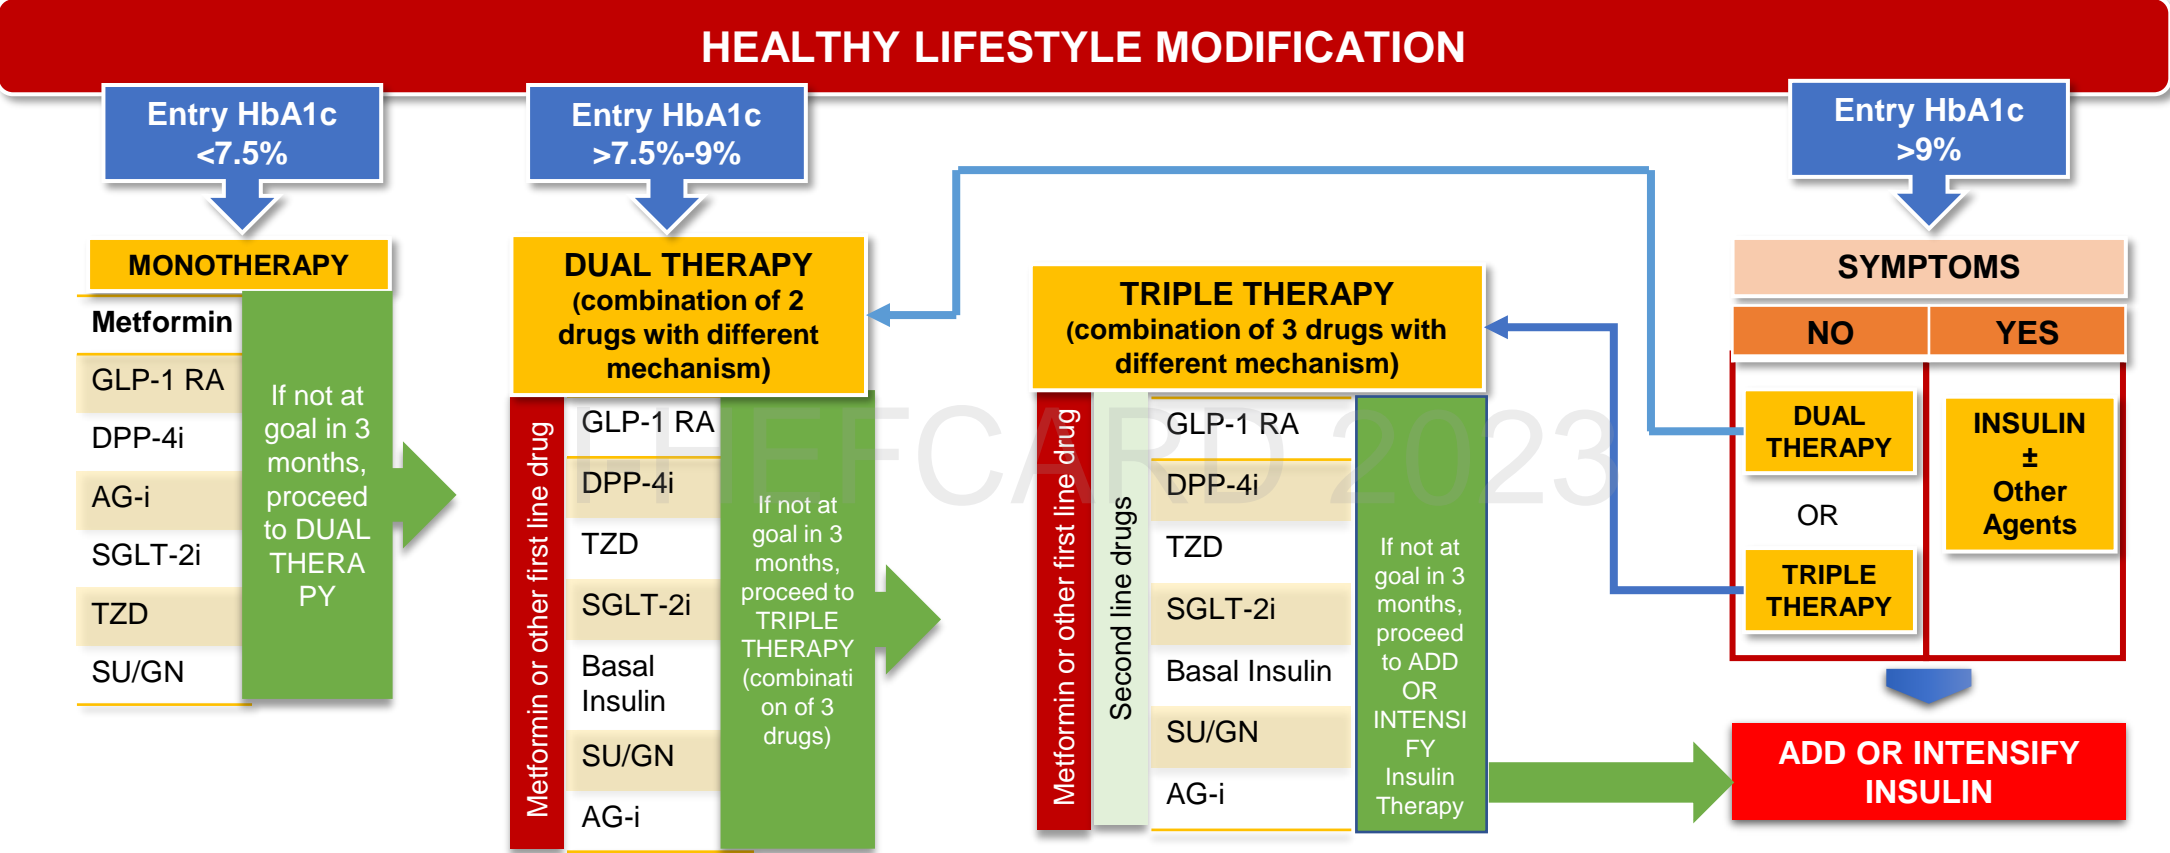 HEALTHY LIFESTYLE MODIFICATION
Entry HbA1c
<7.5%
Entry HbA1c
>7.5%-9%
Entry HbA1c
>9%
MONOTHERAPY
Metformin
GLP-1 RA
DPP-4i
AG-i
SGLT-2i
TZD
SU/GN
If not at
goal in 3
months,
proceed
to DUAL
THERA
PY
DUAL THERAPY
(combination of 2
drugs with different
mechanism)
Metformin or other first line drug
GLP-1 RA
DPP-4i
TZD
SGLT-2i
Basal
Insulin
SU/GN
AG-i
If not at
goal in 3
months,
proceed to
TRIPLE
THERAPY
(combinati
on of 3
drugs)
TRIPLE THERAPY
(combination of 3 drugs with
different mechanism)
Metformin or other first line drug
Second line drugs
GLP-1 RA
DPP-4i
TZD
SGLT-2i
Basal Insulin
SU/GN
AG-i
If not at
goal in 3
months,
proceed
to ADD
OR
INTENSI
FY
Insulin
Therapy
SYMPTOMS
NO
YES
DUAL
THERAPY
OR
TRIPLE
THERAPY
INSULIN
±
Other
Agents
ADD OR INTENSIFY
INSULIN